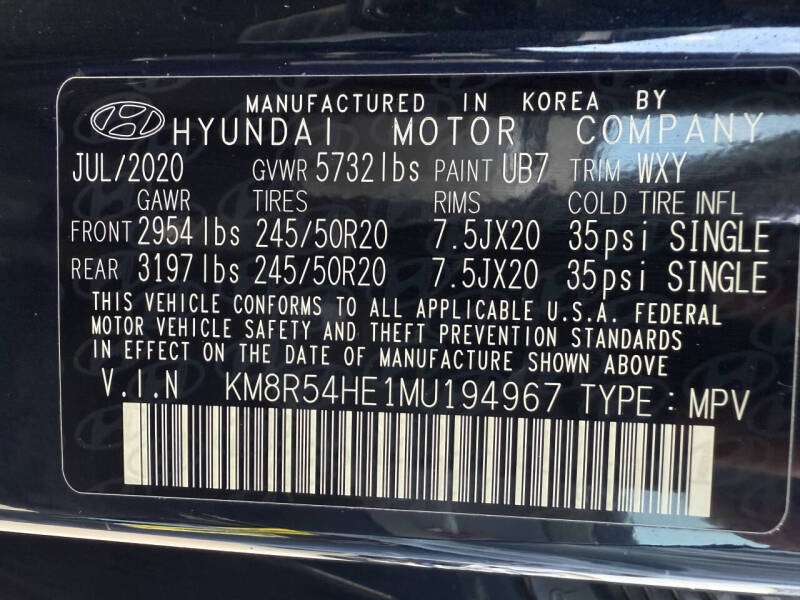 MANUFACTURED IN KOREA BY
HYUNDAI MOTOR COMPANY
JUL/2020 GVWR 5732lbs PAINT UB7 TRIM WXY
GAWR TIRES RIMS COLD TIRE INFL
FRONT 2954lbs 245/50R20 7.5JX20 35psi SINGLE
REAR 3197lbs 245/50R20 7.5JX20 35psi SINGLE
THIS VEHICLE CONFORMS TO ALL APPLICABLE U.S.A. FEDERAL
MOTOR VEHICLE SAFETY AND THEFT PREVENTION STANDARDS
IN EFFECT ON THE DATE OF MANUFACTURE SHOWN ABOVE
V.I.N KM8R54HE1MU194967 TYPE : MPV